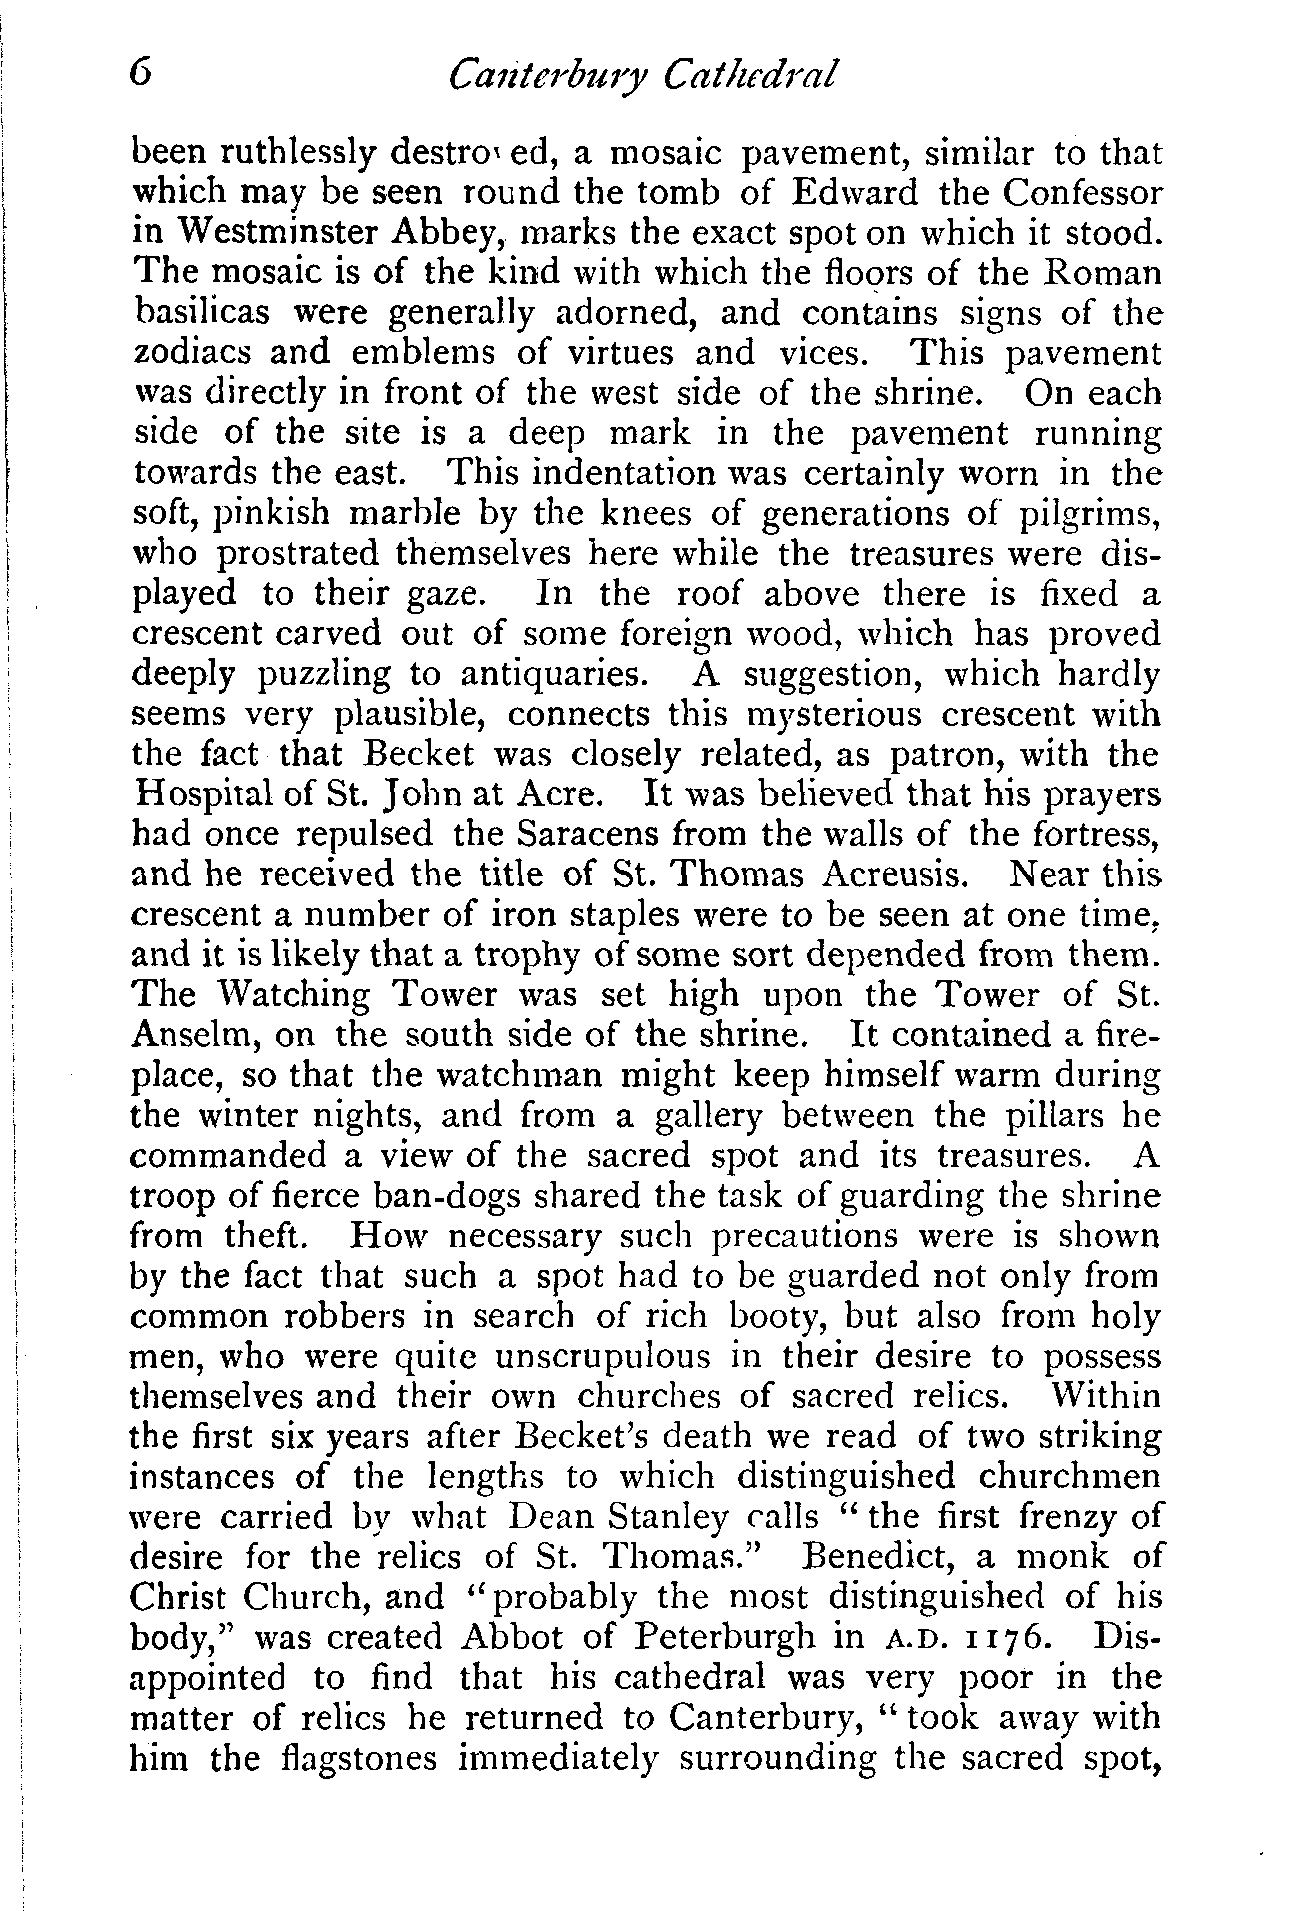 6 Canterbury Cathedral
been ruthlessly destroyed, a mosaic pavement, similar to that
which may be seen round the tomb of Edward the Confessor
in Westminster Abbey, marks the exact spot on which it stood.
The mosaic is of the kind with which the floors of the Roman
basilicas were generally adorned, and contains signs of the
zodiacs and emblems of virtues and vices. This pavement
was directly in front of the west side of the shrine. On each
side of the site is a deep mark in the pavement running
towards the east. This indentation was certainly worn in the
soft, pinkish marble by the knees of generations of pilgrims,
who prostrated themselves here while the treasures were dis-
played to their gaze. In the roof above there is fixed a
crescent carved out of some foreign wood, which has proved
deeply puzzling to antiquaries. A suggestion, which hardly
seems very plausible, connects this mysterious crescent with
the fact that Becket was closely related, as patron, with the
Hospital of St. John at Acre. It was believed that his prayers
had once repulsed the Saracens from the walls of the fortress,
and he received the title of St. Thomas Acreusis. Near this
crescent a number of iron staples were to be seen at one time,
and it is likely that a trophy of some sort depended from them.
The Watching Tower was set high upon the Tower of St.
Anselm, on the south side of the shrine. It contained a fire-
place, so that the watchman might keep himself warm during
the winter nights, and from a gallery between the pillars he
commanded a view of the sacred spot and its treasures. A
troop of fierce ban-dogs shared the task of guarding the shrine
from theft. How necessary such precautions were is shown
by the fact that such a spot had to be guarded not only from
common robbers in search of rich booty, but also from holy
men, who were quite unscrupulous in their desire to possess
themselves and their own churches of sacred relics. Within
the first six years after Becket's death we read of two striking
instances of the lengths to which distinguished churchmen
were carried by what Dean Stanley calls "the first frenzy of
desire for the relics of St. Thomas." Benedict, a monk of
Christ Church, and "probably the most distinguished of his
body," was created Abbot of Peterburgh in A.D. 1176. Dis-
appointed to find that his cathedral was very poor in the
matter of relics he returned to Canterbury, "took away with
him the flagstones immediately surrounding the sacred spot,